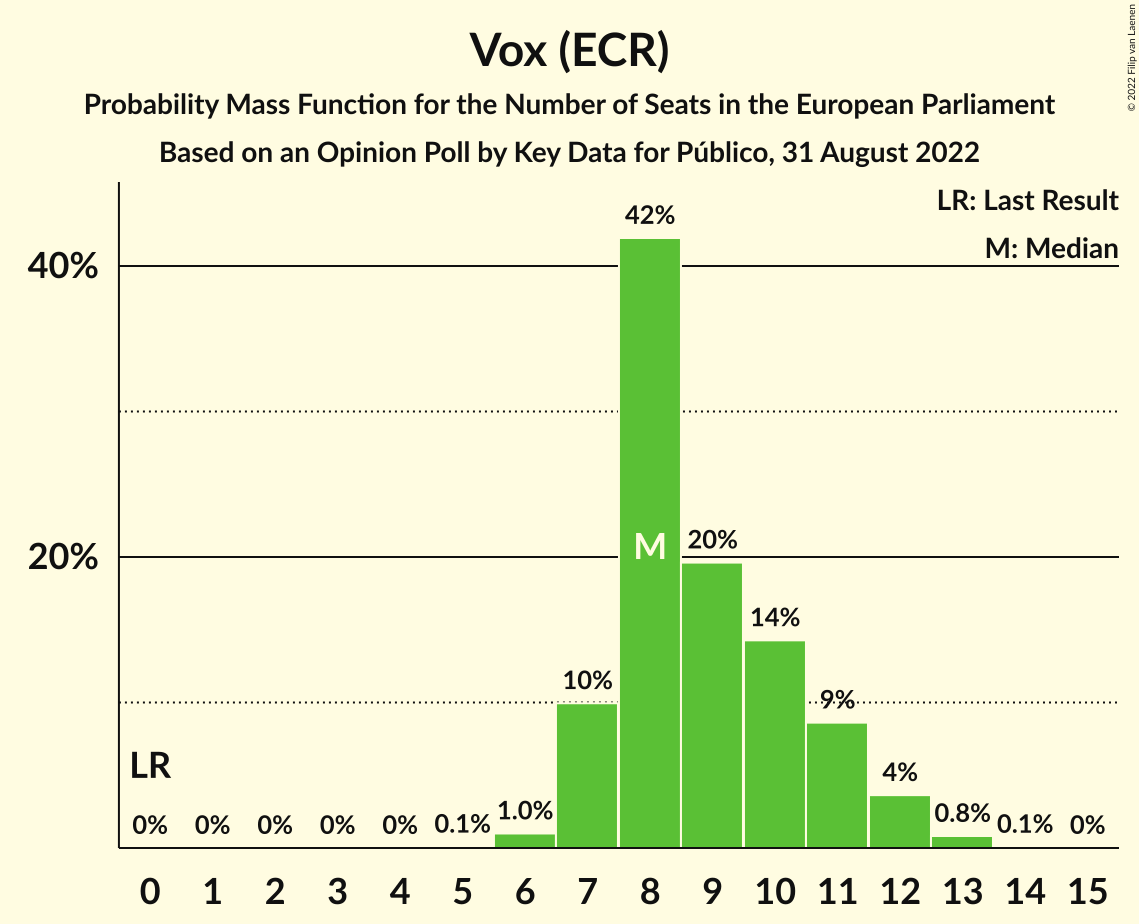 Vox (ECR)
Probability Mass Function for the Number of Seats in the European Parliament
Based on an Opinion Poll by Key Data for Público, 31 August 2022
© 2022 Filip van Laenen
LR: Last Result
M: Median
40%
20%
42%
M
20%
14%
10%
9%
4%
LR
0%
0%
0%
0%
0%
0.1%
1.0%
0.8%
0.1%
0%
0 1 2 3 4 5 6 7 8 9 10 11 12 13 14 15